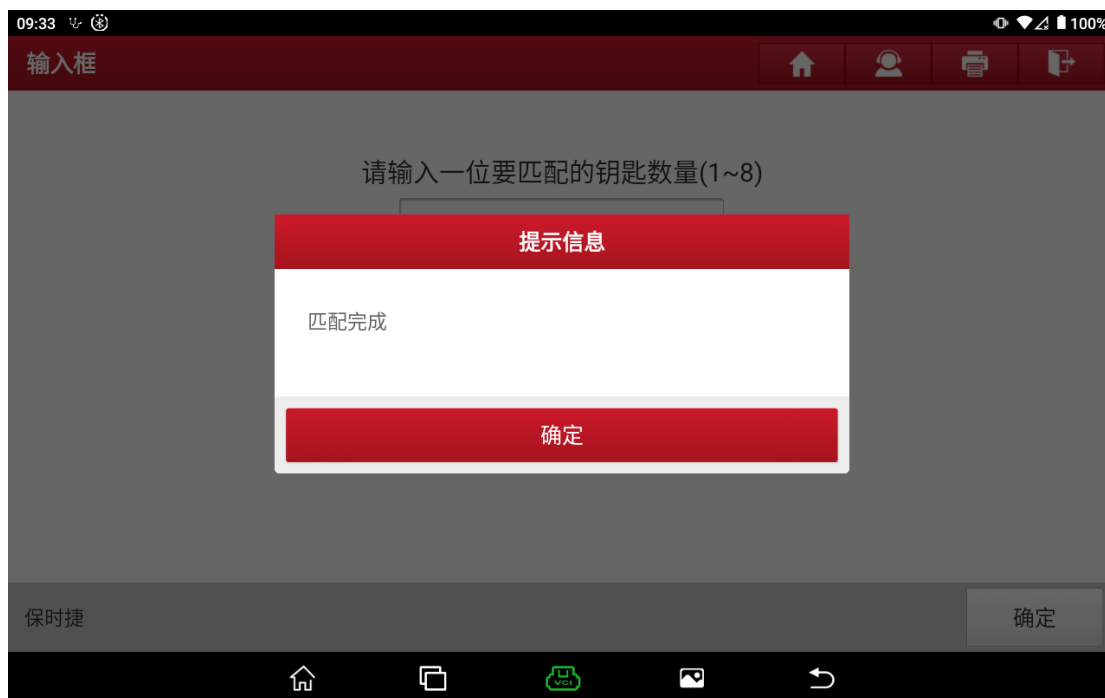 09:33
100%
输入框
请输入一位要匹配的钥匙数量(1~8)
提示信息
匹配完成
确定
保时捷
确定
VCI